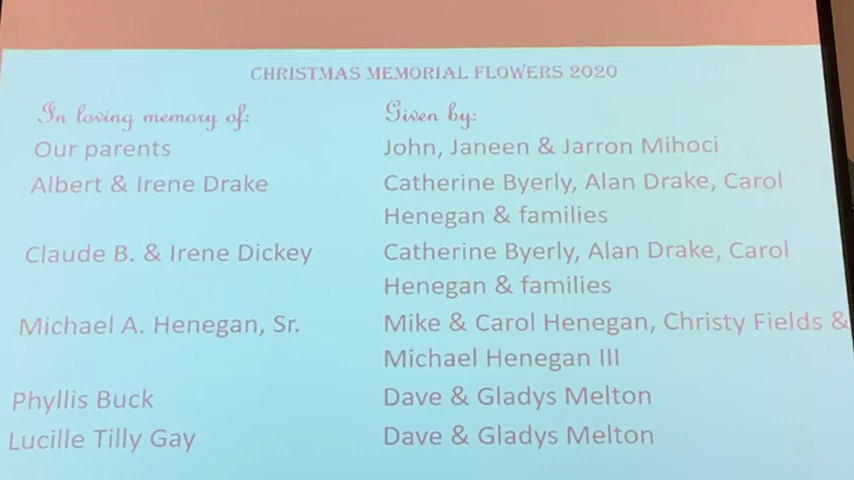 CHRISTMAS MEMORIAL FLOWERS 2020
In loving memory of: Given by:
Our parents John, Janeen & Jarron Mihoci
Albert & Irene Drake Catherine Byerly, Alan Drake, Carol
Henegan & families
Claude B. & Irene Dickey Catherine Byerly, Alan Drake, Carol
Henegan & families
Michael A. Henegan, Sr. Mike & Carol Henegan, Christy Fields &
Michael Henegan III
Phyllis Buck Dave & Gladys Melton
Lucille Tilly Gay Dave & Gladys Melton